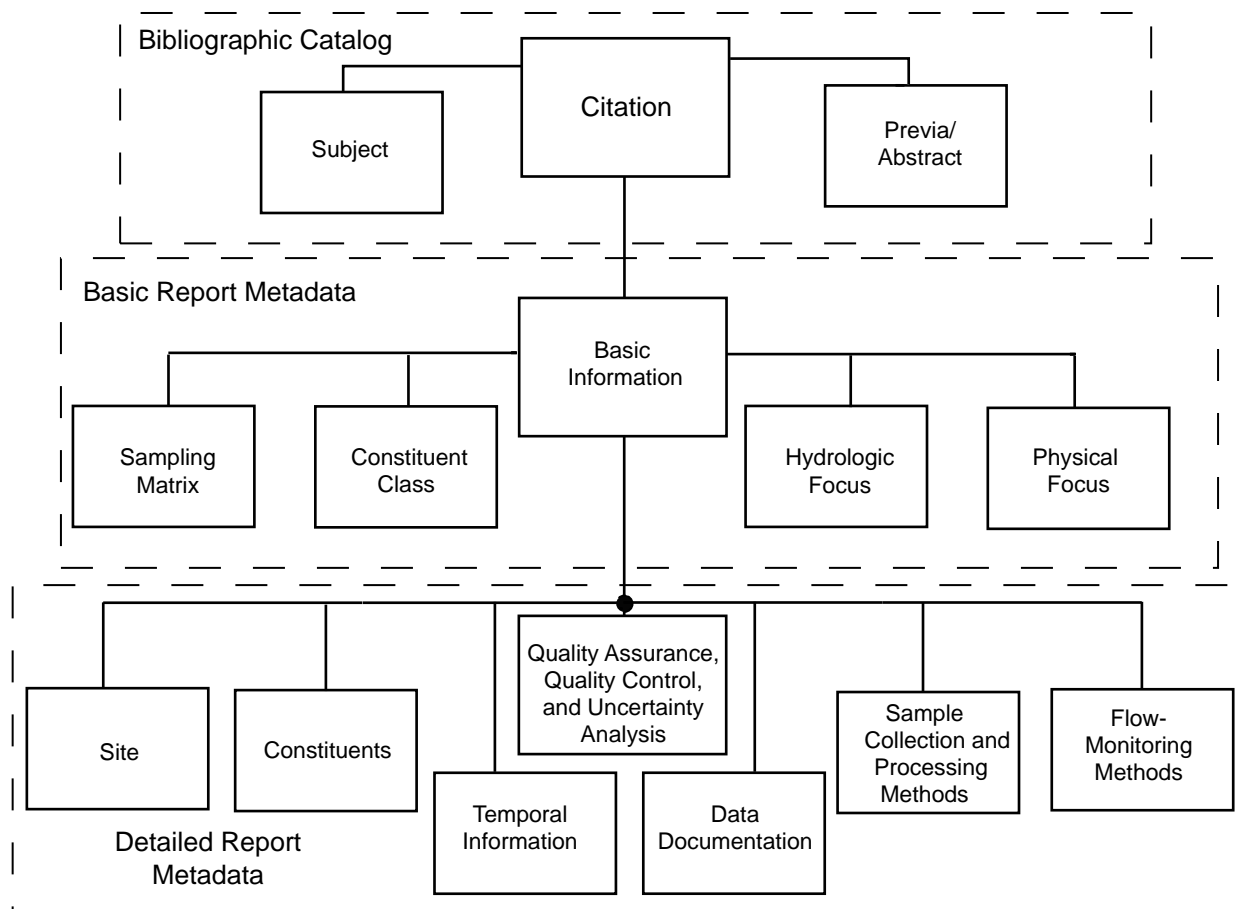 Bibliographic Catalog
Subject
Citation
Previa/
Abstract
Basic Report Metadata
Basic
Information
Sampling
Matrix
Constituent
Class
Hydrologic
Focus
Physical
Focus
Site
Constituents
Temporal
Information
Quality Assurance,
Quality Control,
and Uncertainty
Analysis
Data
Documentation
Sample
Collection and
Processing
Methods
Flow-
Monitoring
Methods
Detailed Report
Metadata